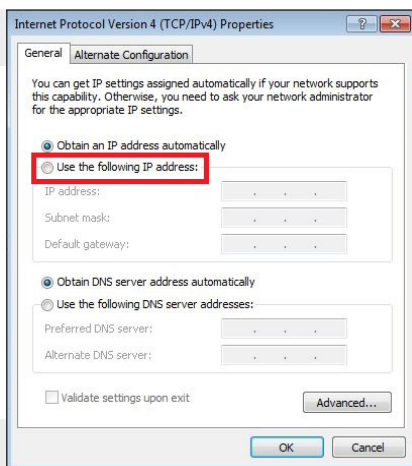 Internet Protocol Version 4 (TCP/IPv4) Properties
General
Alternate Configuration
You can get IP settings assigned automatically if your network supports
this capability. Otherwise, you need to ask your network administrator
for the appropriate IP settings.
Obtain an IP address automatically
Use the following IP address:
IP address:
Subnet mask:
Default gateway:
Obtain DNS server address automatically
Use the following DNS server addresses:
Preferred DNS server:
Alternate DNS server:
Validate settings upon exit
Advanced...
OK
Cancel